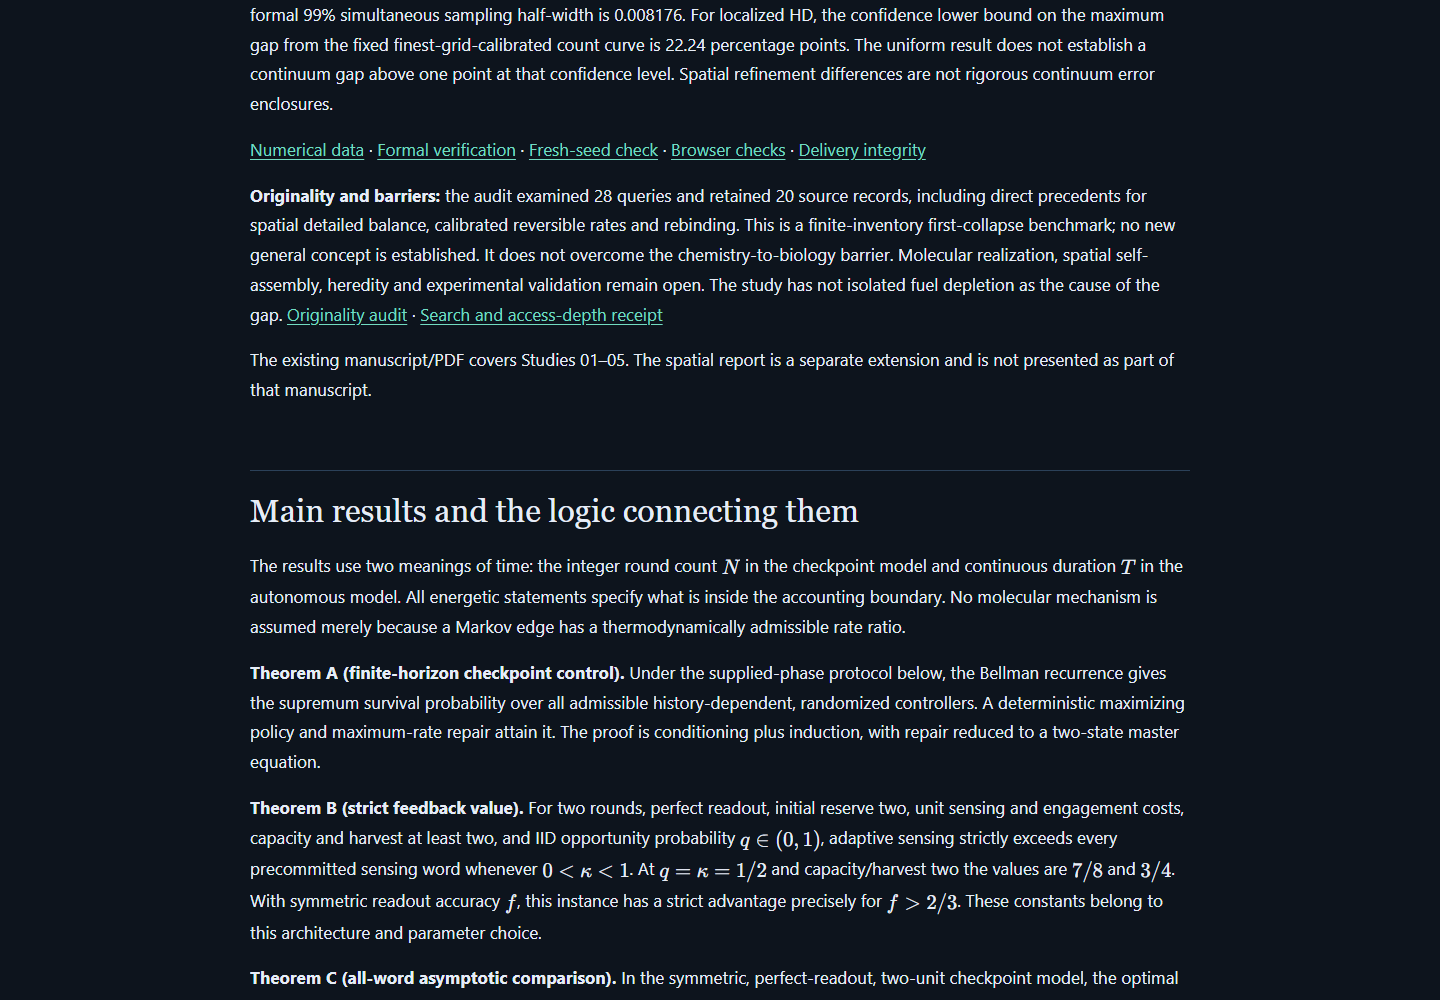 formal 99% simultaneous sampling half-width is 0.008176. For localized HD, the confidence lower bound on the maximum
gap from the fixed finest-grid-calibrated count curve is 22.24 percentage points. The uniform result does not establish a
continuum gap above one point at that confidence level. Spatial refinement differences are not rigorous continuum error
enclosures.
Numerical data · Formal verification · Fresh-seed check · Browser checks · Delivery integrity
Originality and barriers: the audit examined 28 queries and retained 20 source records, including direct precedents for
spatial detailed balance, calibrated reversible rates and rebinding. This is a finite-inventory first-collapse benchmark; no new
general concept is established. It does not overcome the chemistry-to-biology barrier. Molecular realization, spatial self-
assembly, heredity and experimental validation remain open. The study has not isolated fuel depletion as the cause of the
gap. Originality audit · Search and access-depth receipt
The existing manuscript/PDF covers Studies 01–05. The spatial report is a separate extension and is not presented as part of
that manuscript.
Main results and the logic connecting them
The results use two meanings of time: the integer round count N in the checkpoint model and continuous duration T in the
autonomous model. All energetic statements specify what is inside the accounting boundary. No molecular mechanism is
assumed merely because a Markov edge has a thermodynamically admissible rate ratio.
Theorem A (finite-horizon checkpoint control). Under the supplied-phase protocol below, the Bellman recurrence gives
the supremum survival probability over all admissible history-dependent, randomized controllers. A deterministic maximizing
policy and maximum-rate repair attain it. The proof is conditioning plus induction, with repair reduced to a two-state master
equation.
Theorem B (strict feedback value). For two rounds, perfect readout, initial reserve two, unit sensing and engagement costs,
capacity and harvest at least two, and IID opportunity probability q ∈ (0, 1), adaptive sensing strictly exceeds every
precommitted sensing word whenever 0 < κ < 1. At q = κ = 1/2 and capacity/harvest two the values are 7/8 and 3/4.
With symmetric readout accuracy f, this instance has a strict advantage precisely for f > 2/3. These constants belong to
this architecture and parameter choice.
Theorem C (all-word asymptotic comparison). In the symmetric, perfect-readout, two-unit checkpoint model, the optimal